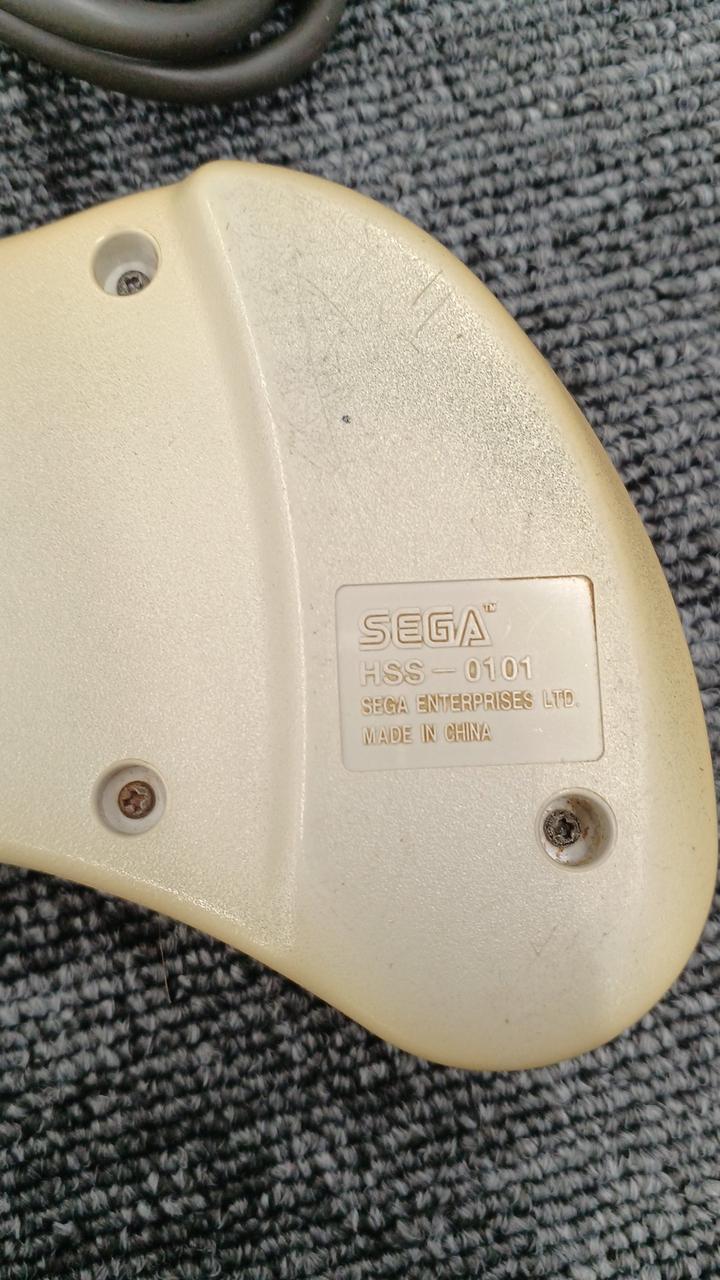 SEGA™
HSS-0101
SEGA ENTERPRISES LTD.
MADE IN CHINA